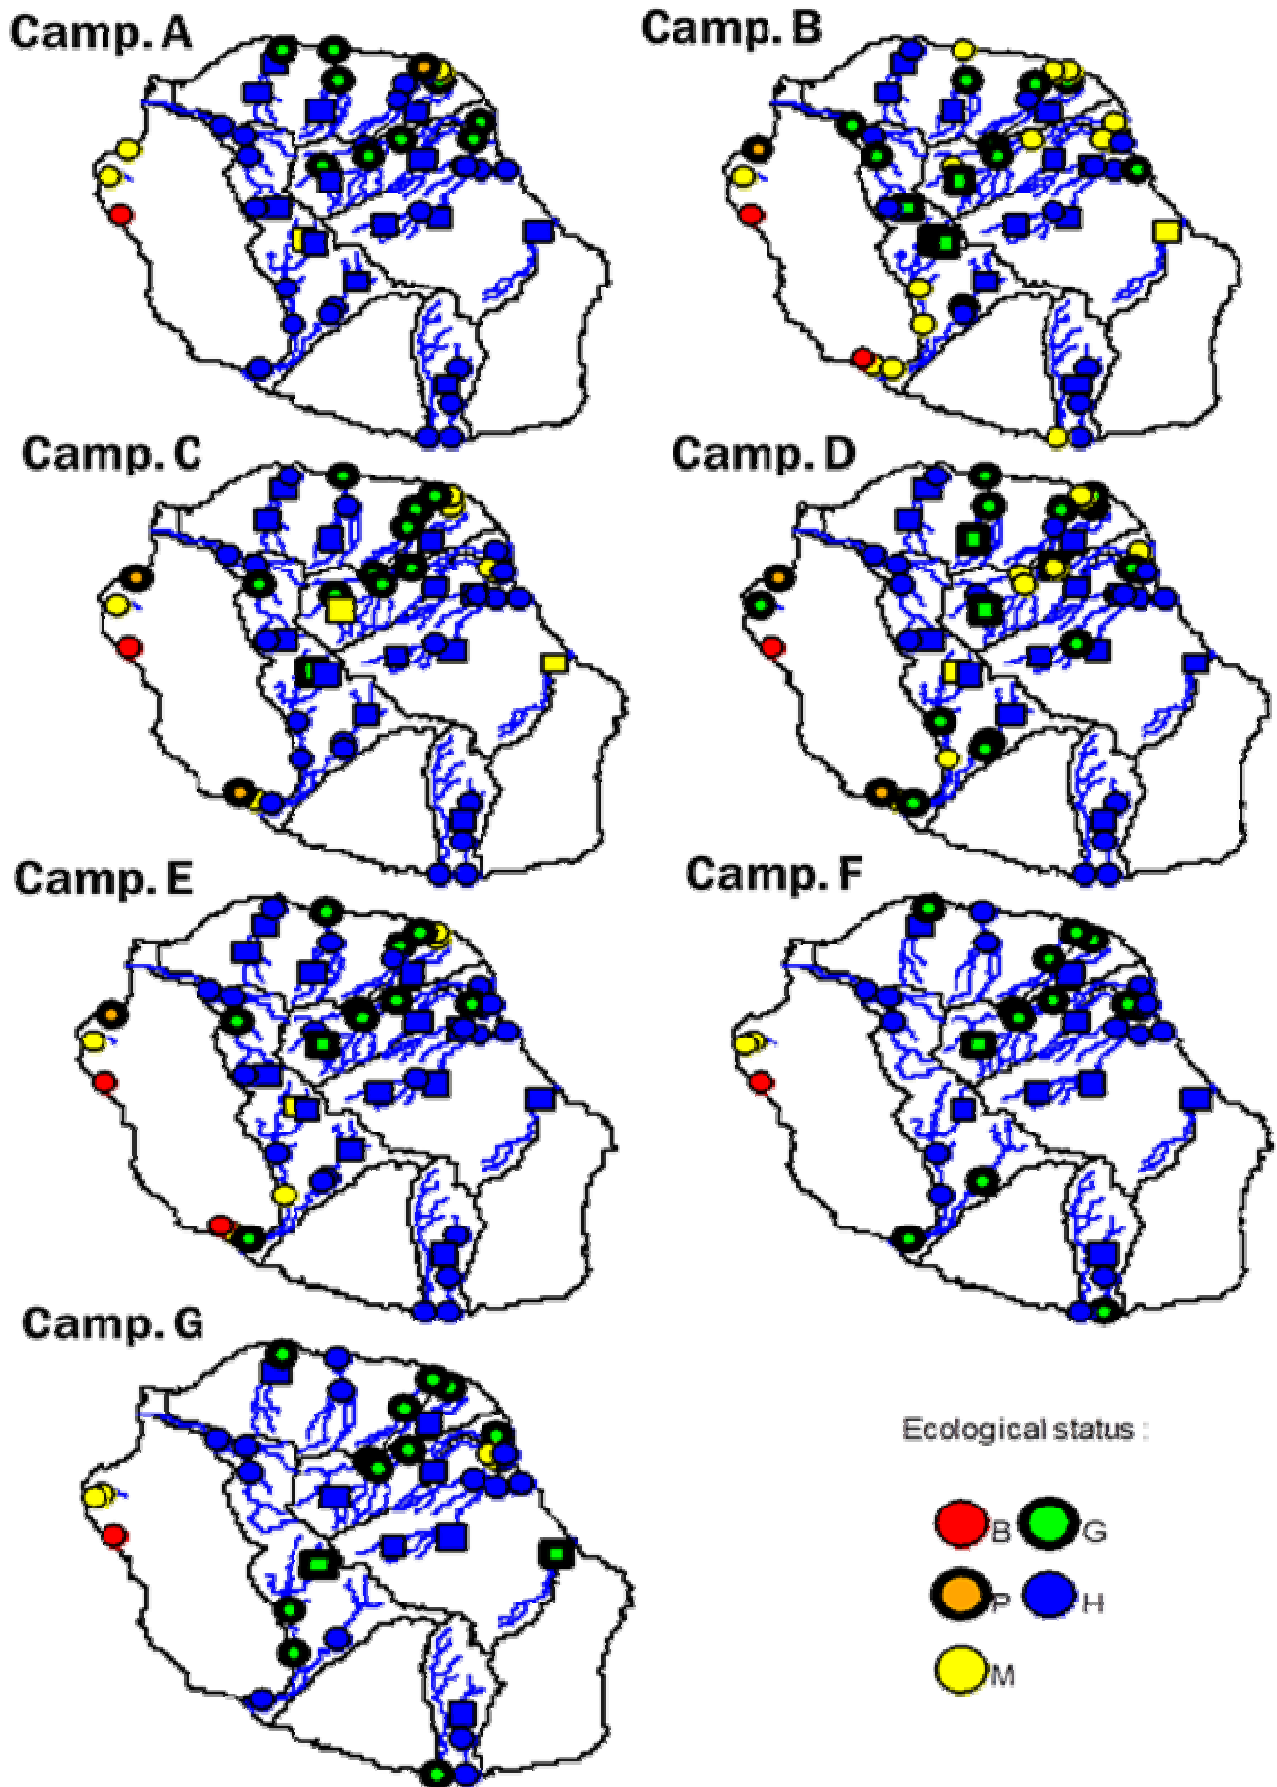 Camp. A
Camp. B
Camp. C
Camp. D
Camp. E
Camp. F
Camp. G
Ecological status :
B G
P H
M